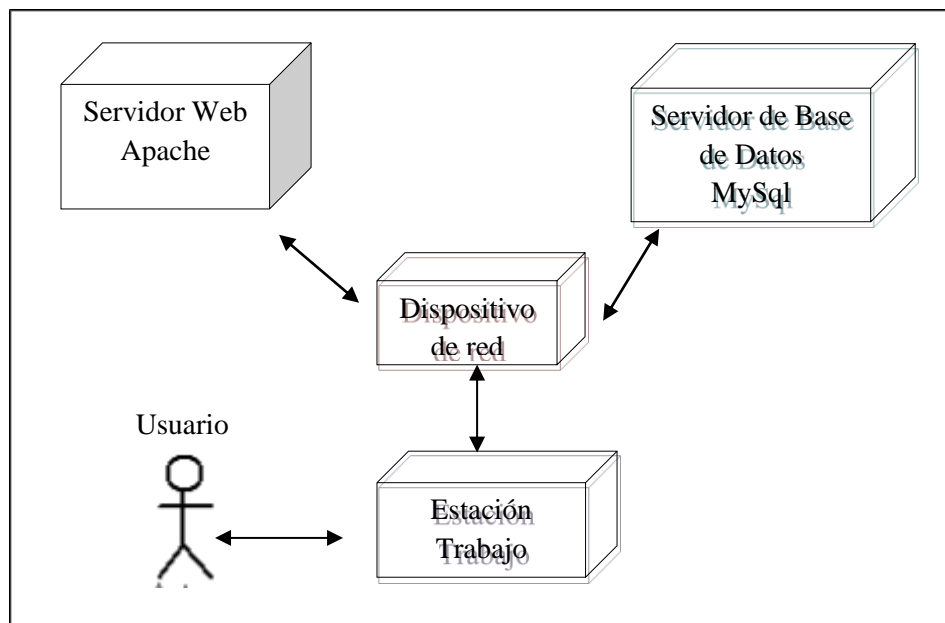 Servidor Web
Apache
Servidor de Base
de Datos
MySql
Dispositivo
de red
Usuario
Estación
Trabajo